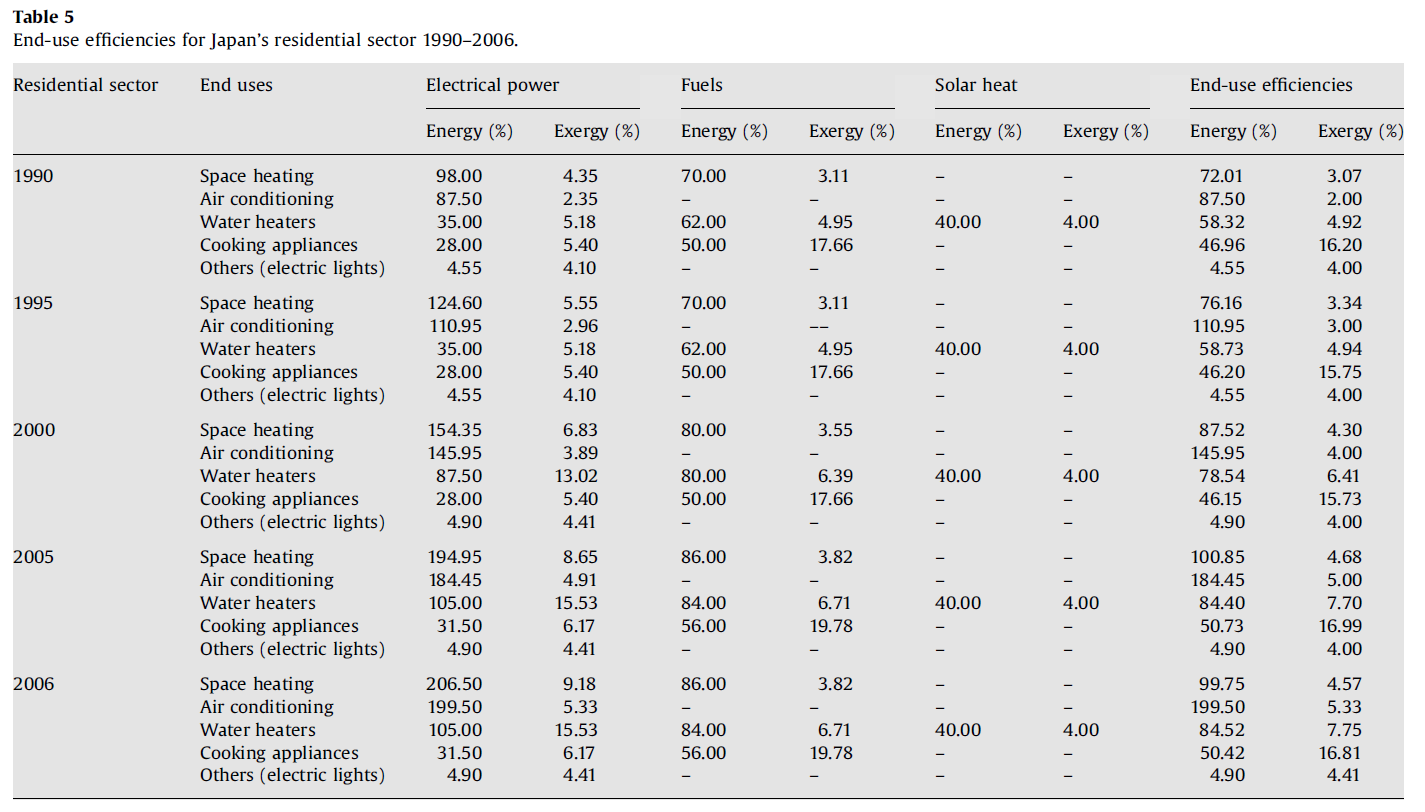 Table 5
End-use efficiencies for Japan's residential sector 1990–2006.
Residential sector End uses Electrical power Fuels Solar heat End-use efficiencies
Energy (%) Exergy (%) Energy (%) Exergy (%) Energy (%) Exergy (%) Energy (%) Exergy (%)
1990 Space heating 98.00 4.35 70.00 3.11 – – 72.01 3.07
Air conditioning 87.50 2.35 – – – – 87.50 2.00
Water heaters 35.00 5.18 62.00 4.95 40.00 4.00 58.32 4.92
Cooking appliances 28.00 5.40 50.00 17.66 – – 46.96 16.20
Others (electric lights) 4.55 4.10 – – – – 4.55 4.00
1995 Space heating 124.60 5.55 70.00 3.11 – – 76.16 3.34
Air conditioning 110.95 2.96 – –– – – 110.95 3.00
Water heaters 35.00 5.18 62.00 4.95 40.00 4.00 58.73 4.94
Cooking appliances 28.00 5.40 50.00 17.66 – – 46.20 15.75
Others (electric lights) 4.55 4.10 – – – – 4.55 4.00
2000 Space heating 154.35 6.83 80.00 3.55 – – 87.52 4.30
Air conditioning 145.95 3.89 – – – – 145.95 4.00
Water heaters 87.50 13.02 80.00 6.39 40.00 4.00 78.54 6.41
Cooking appliances 28.00 5.40 50.00 17.66 – – 46.15 15.73
Others (electric lights) 4.90 4.41 – – – – 4.90 4.00
2005 Space heating 194.95 8.65 86.00 3.82 – – 100.85 4.68
Air conditioning 184.45 4.91 – – – – 184.45 5.00
Water heaters 105.00 15.53 84.00 6.71 40.00 4.00 84.40 7.70
Cooking appliances 31.50 6.17 56.00 19.78 – – 50.73 16.99
Others (electric lights) 4.90 4.41 – – – – 4.90 4.00
2006 Space heating 206.50 9.18 86.00 3.82 – – 99.75 4.57
Air conditioning 199.50 5.33 – – – – 199.50 5.33
Water heaters 105.00 15.53 84.00 6.71 40.00 4.00 84.52 7.75
Cooking appliances 31.50 6.17 56.00 19.78 – – 50.42 16.81
Others (electric lights) 4.90 4.41 – – – – 4.90 4.41